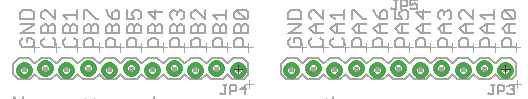 JP5
GND CB2 CB1 PB7 PB6 PB5 PB4 PB3 PB2 PB1 PB0
GND CA2 CA1 PA7 PA6 PA5 PA4 PA3 PA2 PA1 PA0
JP4
JP3